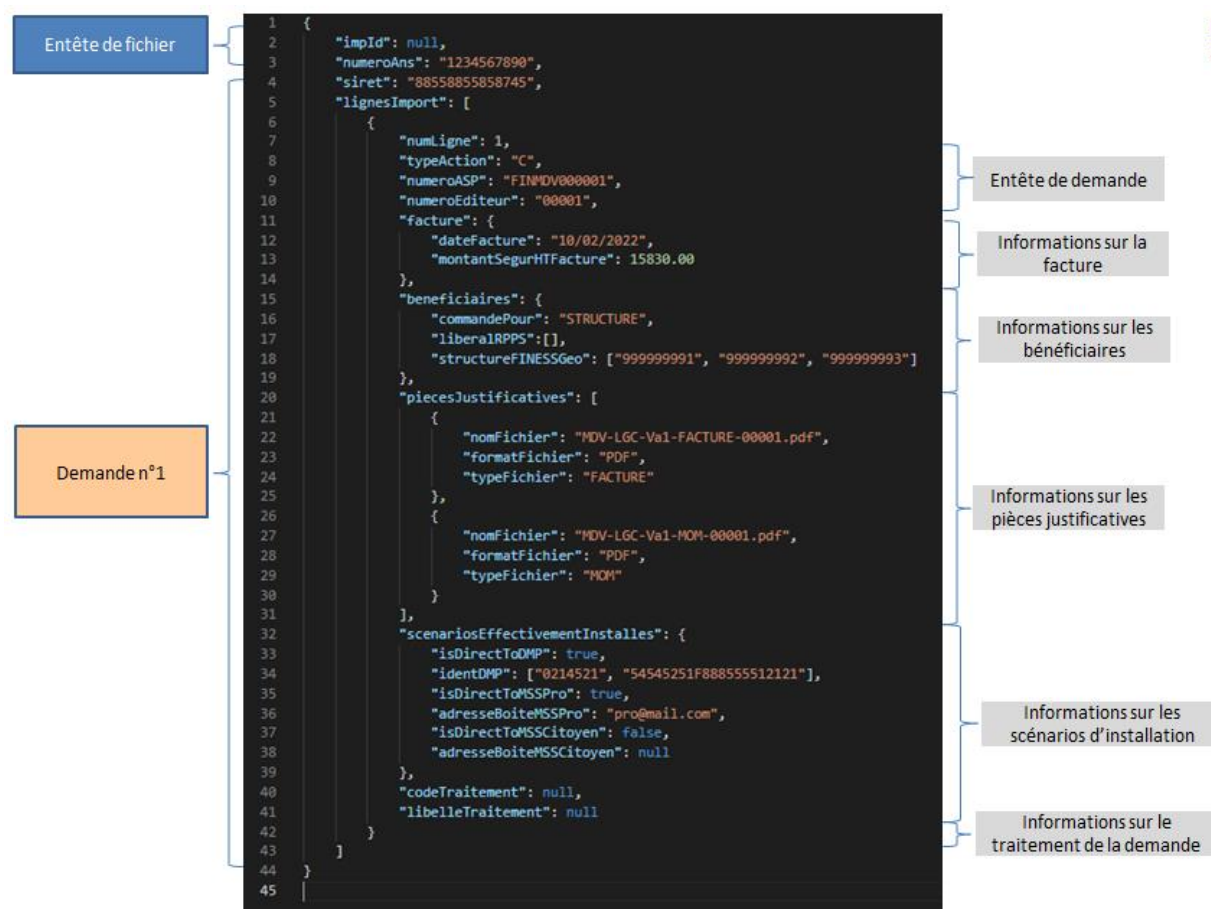 Entête de fichier
Demande n°1
1 {
2 "impId": null,
3 "numeroAns": "1234567890",
4 "siret": "88558855858745",
5 "lignesImport": [
6 {
7 "numLigne": 1,
8 "typeAction": "C",
9 "numeroASP": "FINMDV000001",
10 "numeroEditeur": "00001",
11 "facture": {
12 "dateFacture": "10/02/2022",
13 "montantSegurHTFacture": 15830.00
14 },
15 "beneficiaires": {
16 "commandePour": "STRUCTURE",
17 "liberalRPPS":[],
18 "structureFINESSGeo": ["999999991", "999999992", "999999993"]
19 },
20 "piecesJustificatives": [
21 {
22 "nomFichier": "MDV-LGC-Va1-FACTURE-00001.pdf",
23 "formatFichier": "PDF",
24 "typeFichier": "FACTURE"
25 },
26 {
27 "nomFichier": "MDV-LGC-Va1-MOM-00001.pdf",
28 "formatFichier": "PDF",
29 "typeFichier": "MOM"
30 }
31 ],
32 "scenariosEffectivementInstalles": {
33 "isDirectToDMP": true,
34 "identDMP": ["0214521", "54545251F888555512121"],
35 "isDirectToMSSPro": true,
36 "adresseBoiteMSSPro": "pro@mail.com",
37 "isDirectToMSSCitoyen": false,
38 "adresseBoiteMSSCitoyen": null
39 },
40 "codeTraitement": null,
41 "libelleTraitement": null
42 }
43 ]
44 }
45
Entête de demande
Informations sur la
facture
Informations sur les
bénéficiaires
Informations sur les
pièces justificatives
Informations sur les
scénarios d'installation
Informations sur le
traitement de la demande